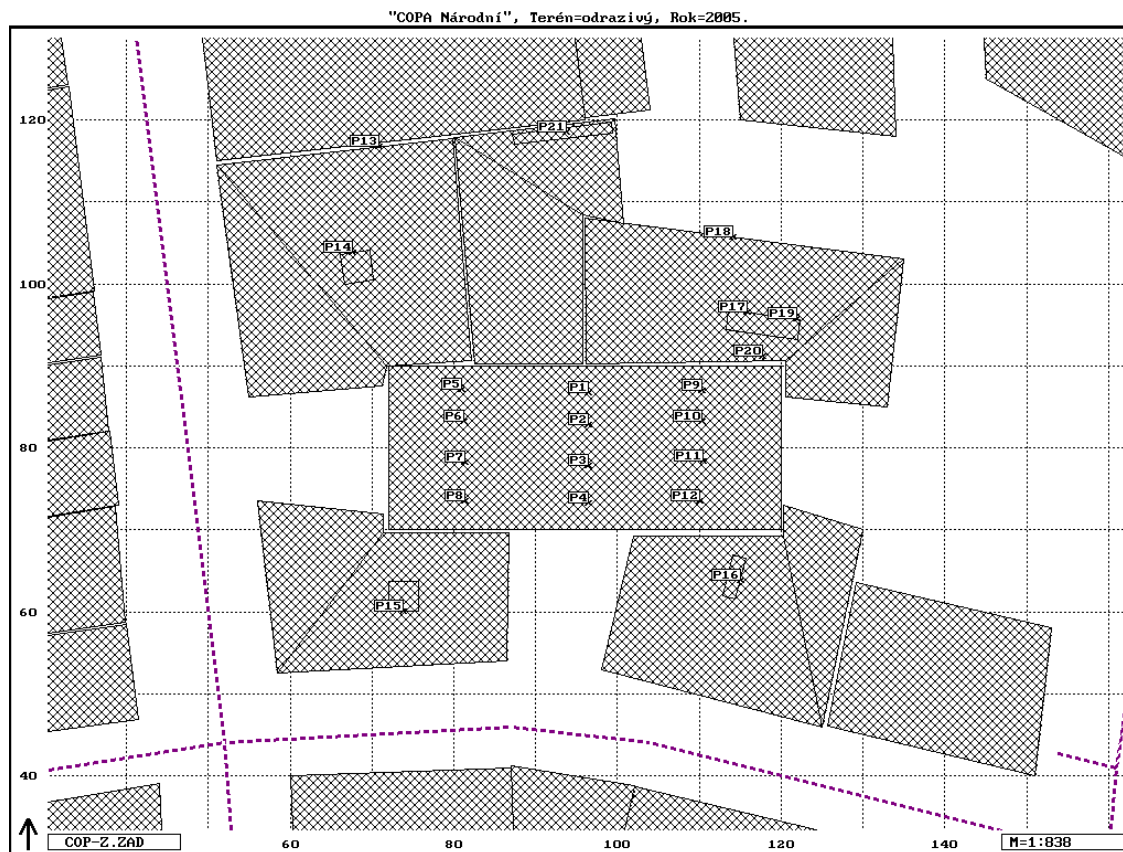 "COPA Národní", Terén=odrazivý, Rok=2005.
120
P21
P13
P18
P14
100
P17
P19
P20
P5
P1
P9
P6
P2
P10
80
P7
P3
P11
P8
P4
P12
P16
P15
60
40
COP-Z.ZAD
60
80
100
120
140
M=1:838